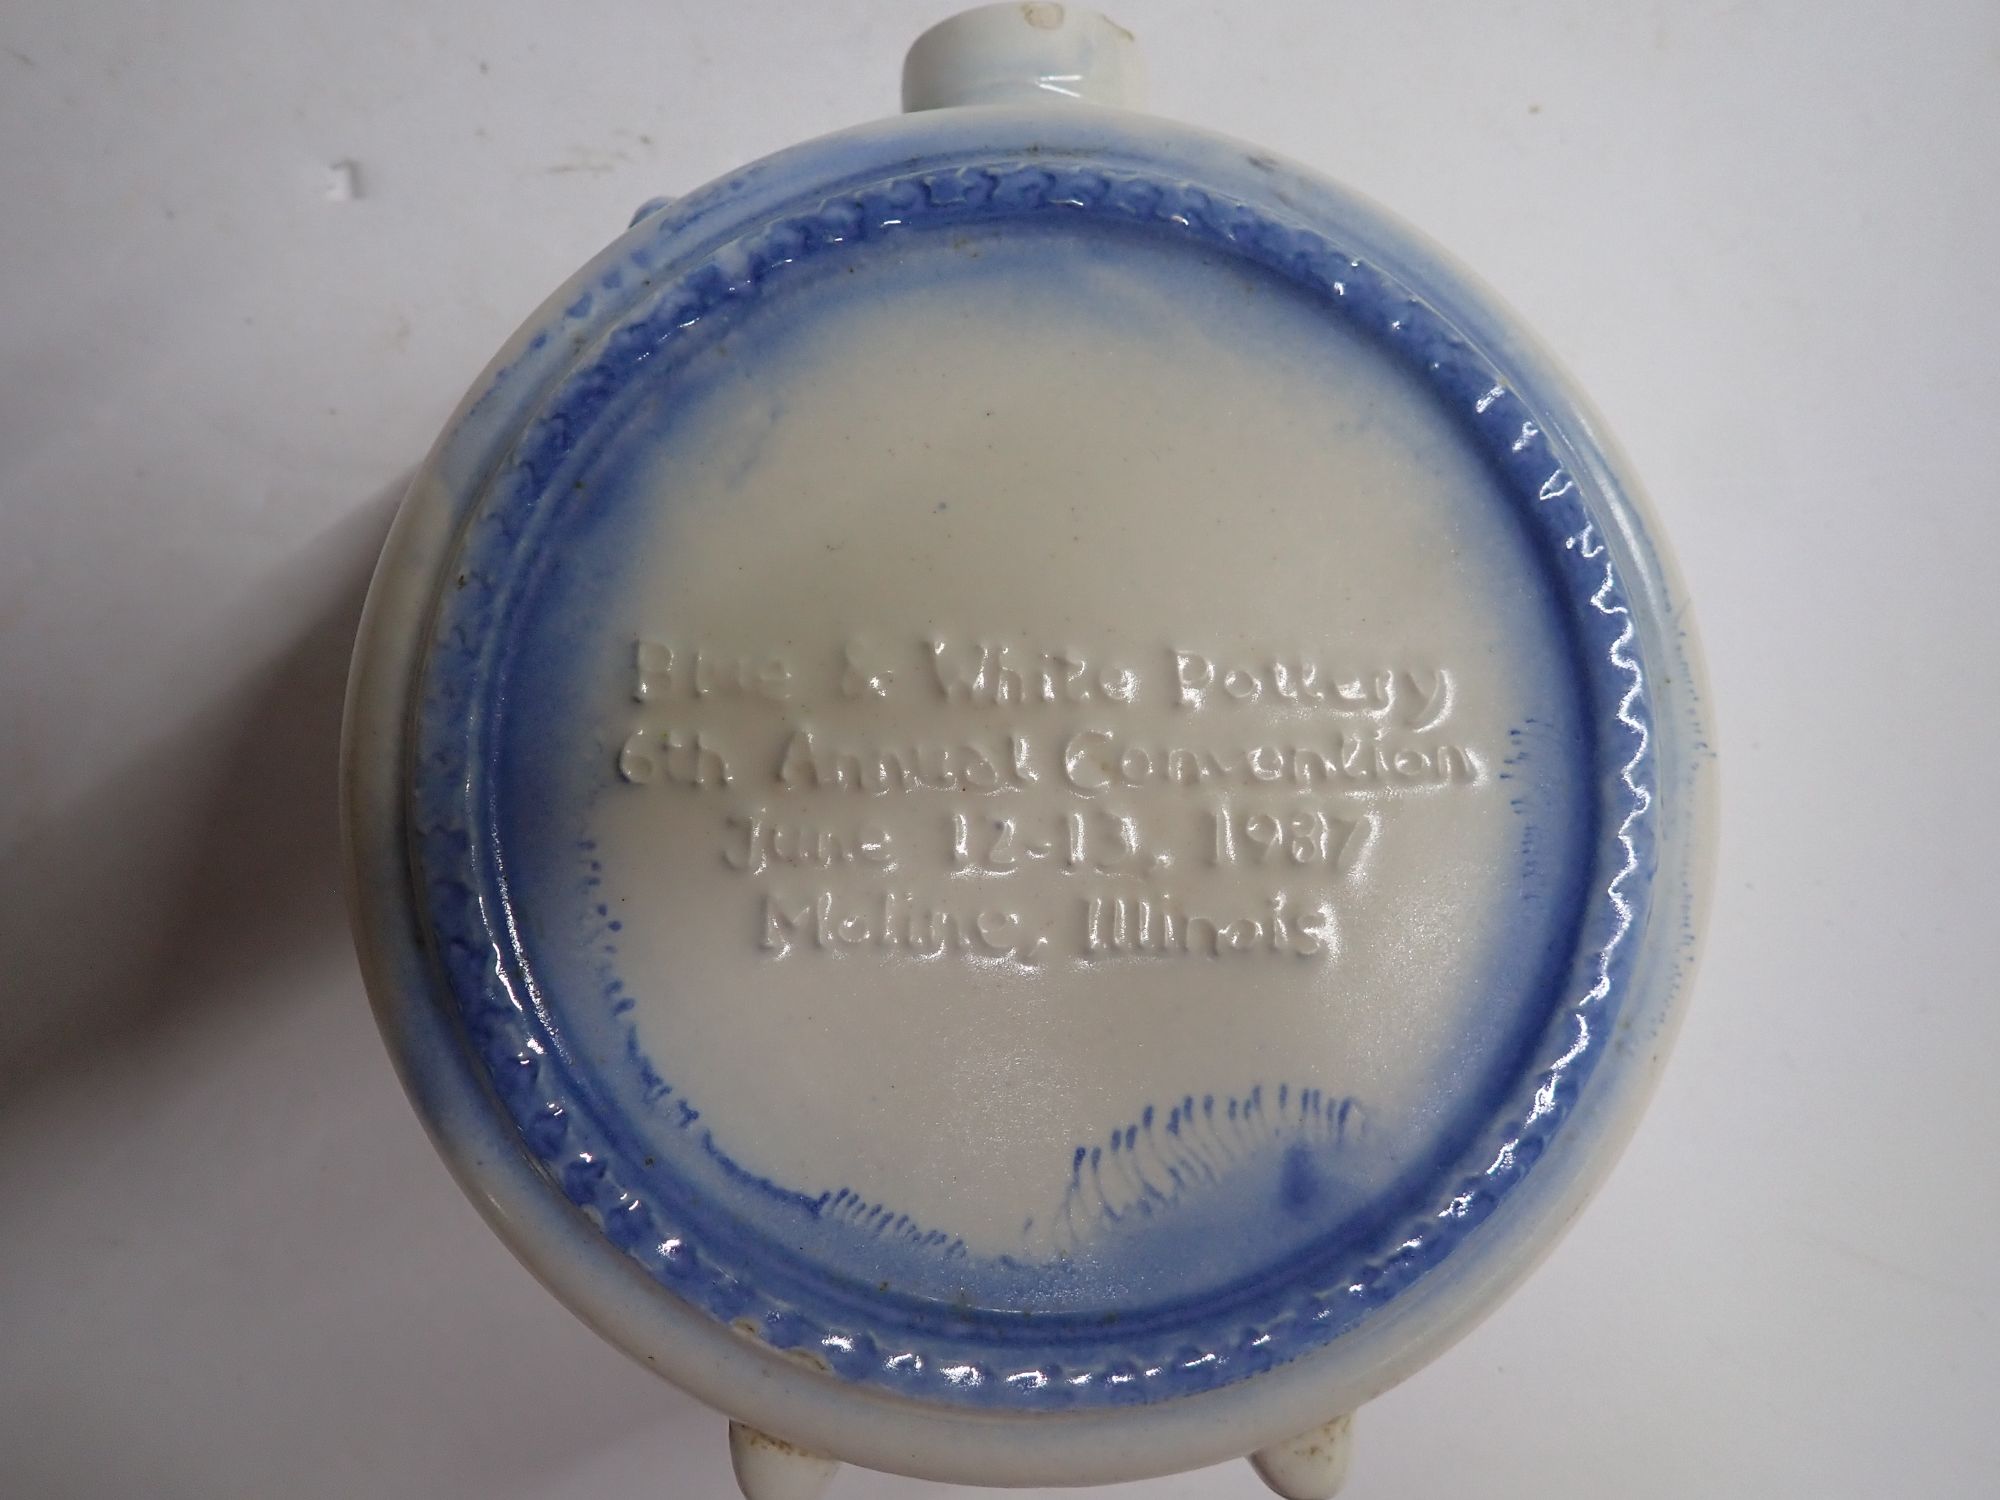 Blue & White Pottery
6th Annual Convention
June 12-13, 1987
Moline, Illinois